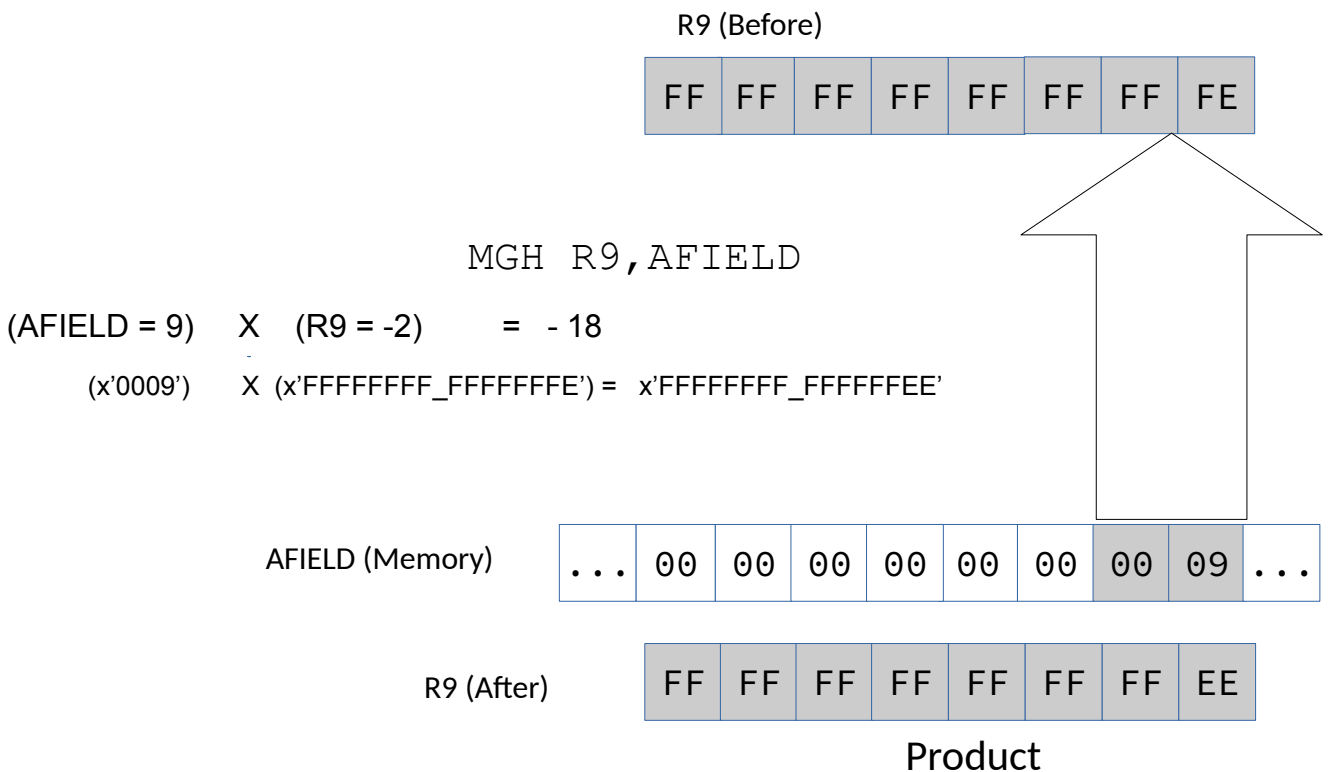 R9 (Before)
FF FF FF FF FF FF FF FE
MGH R9,AFIELD
(AFIELD = 9) X (R9 = -2) = - 18
-
(x’0009’) X (x’FFFFFFFF_FFFFFFFE’) = x’FFFFFFFF_FFFFFFEE’
AFIELD (Memory) ... 00 00 00 00 00 00 00 09 ...
R9 (After) FF FF FF FF FF FF FF EE
Product